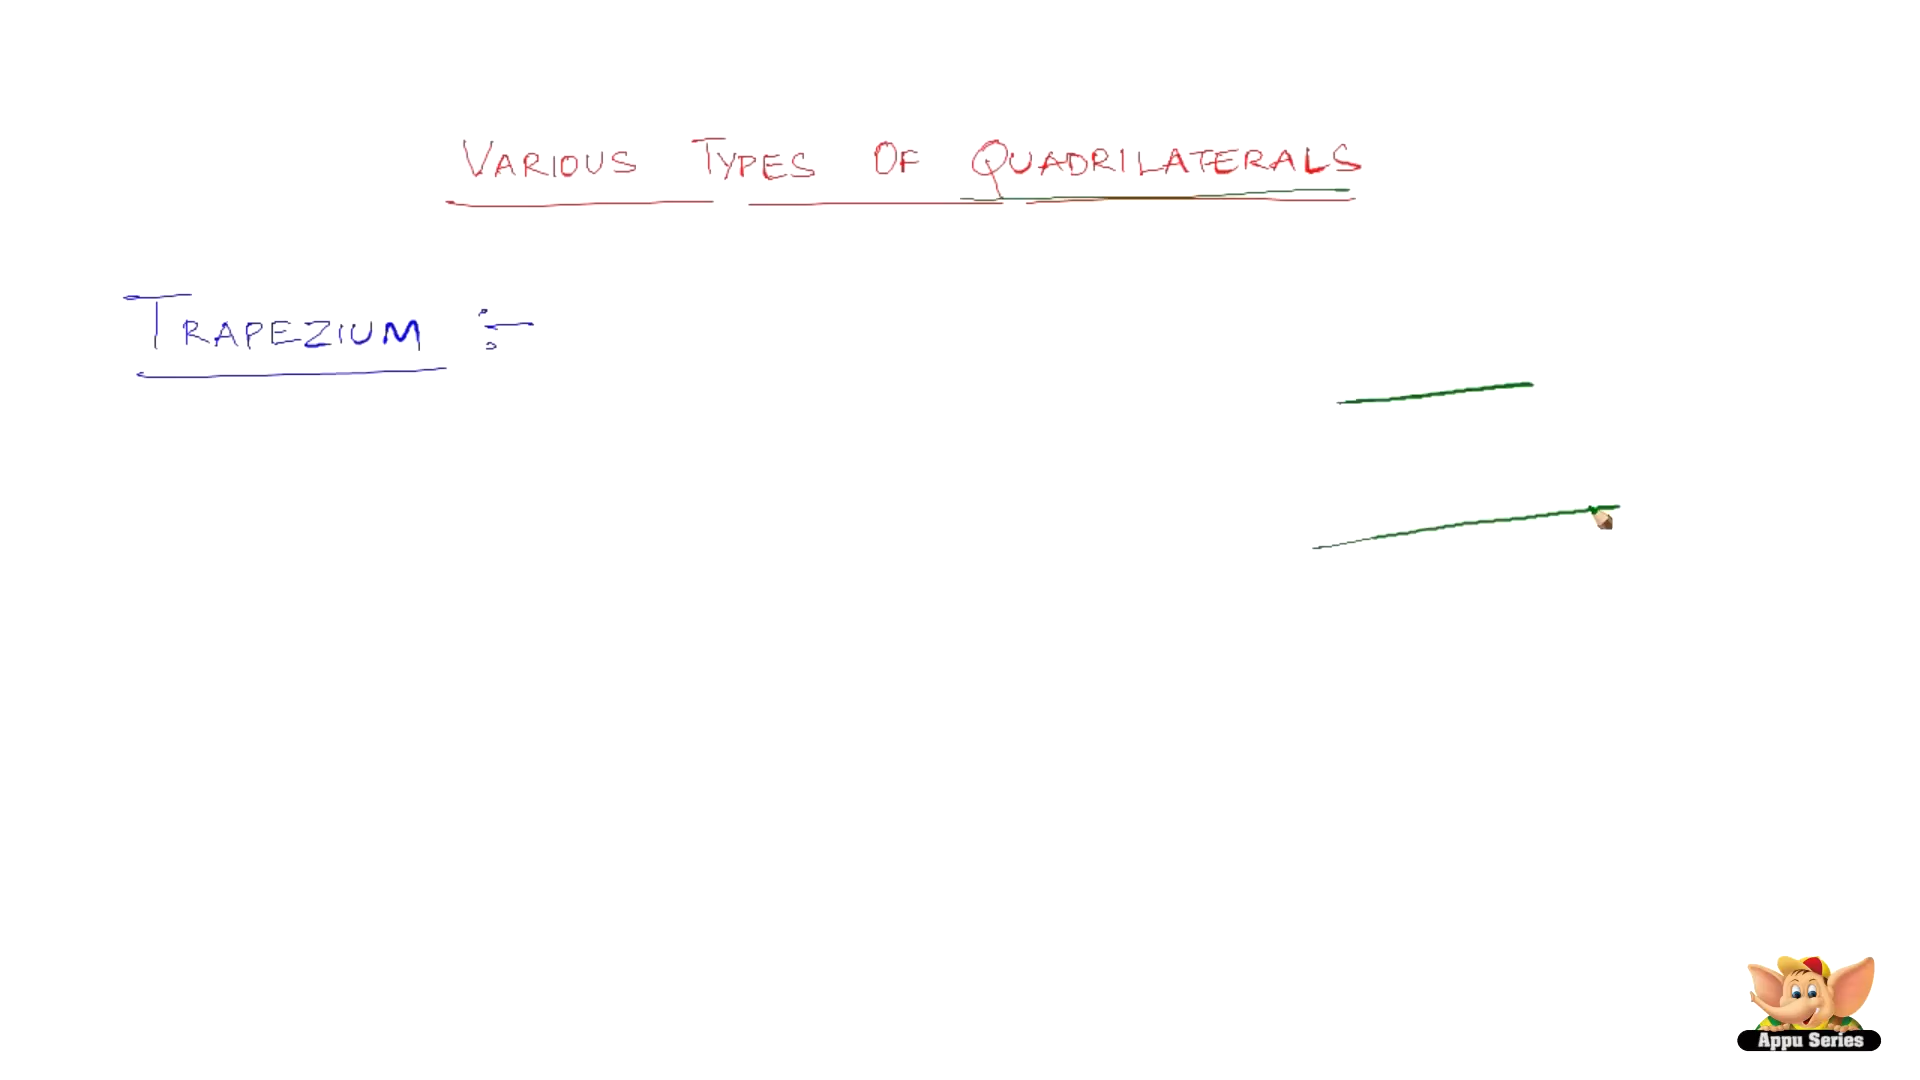 VARIOUS TYPES OF QUADRILATERALS
TRAPEZIUM :-
Appu Series